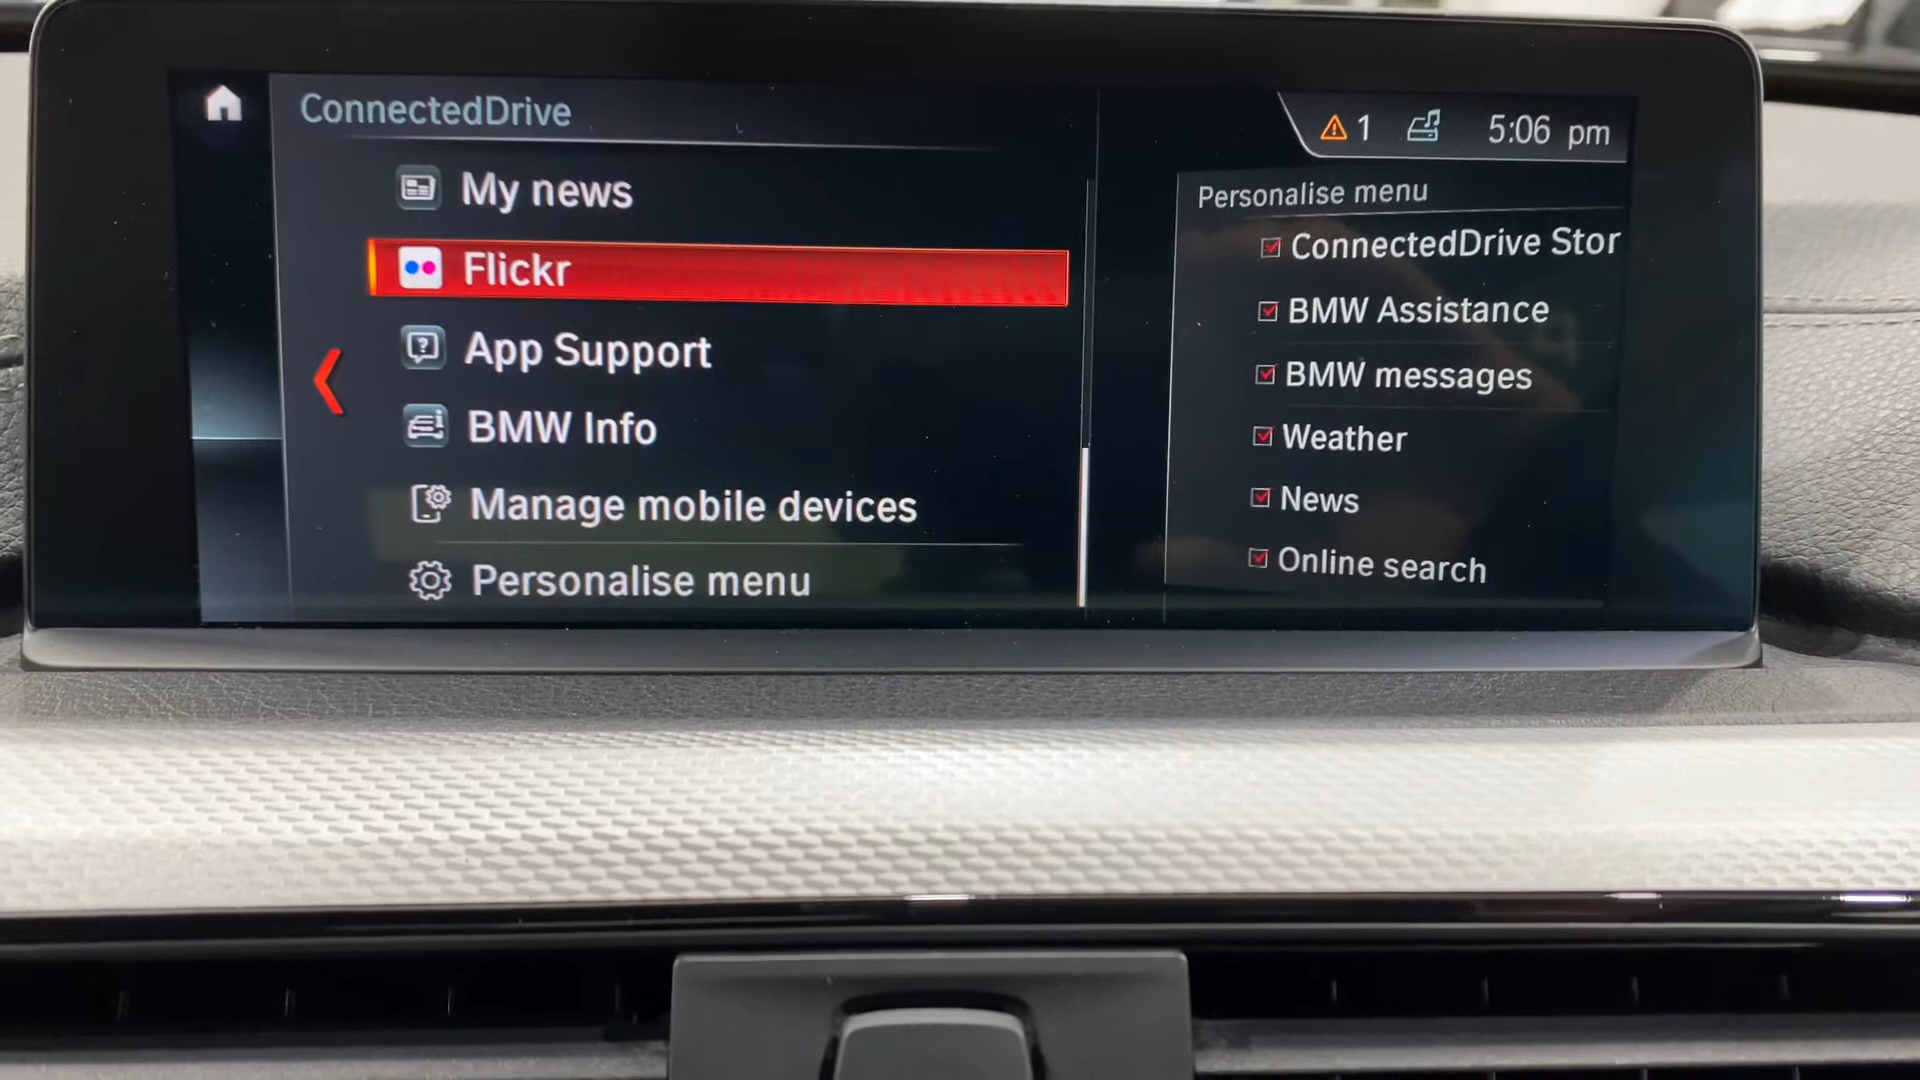 ConnectedDrive
1
5:06 pm
My news
Flickr
App Support
BMW Info
Manage mobile devices
Personalise menu
Personalise menu
ConnectedDrive Stor
BMW Assistance
BMW messages
Weather
News
Online search